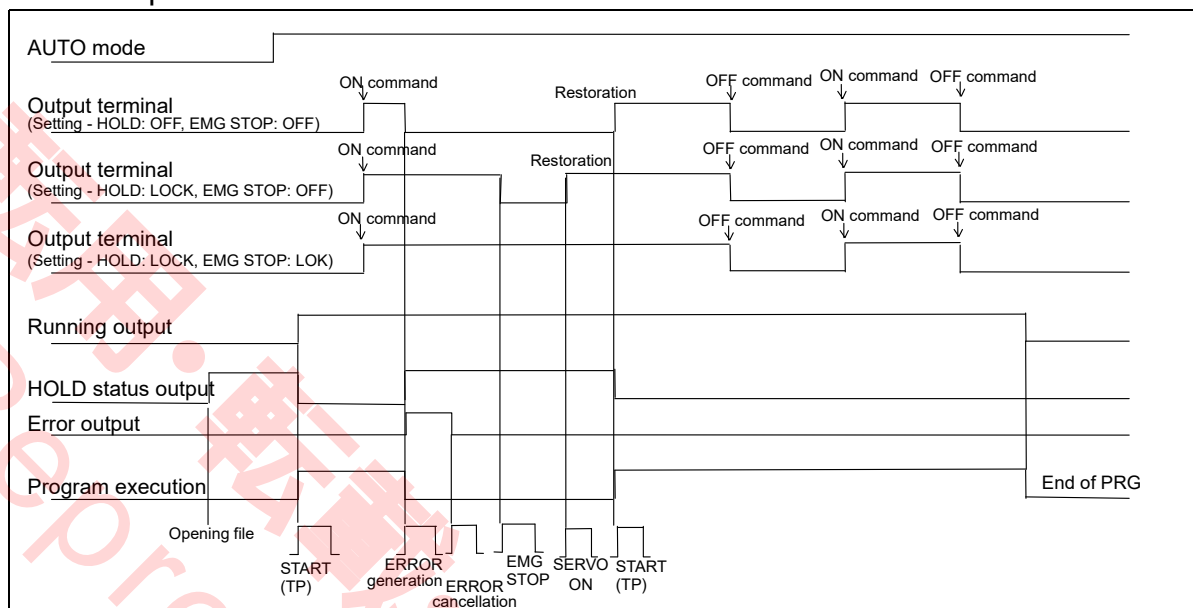 AUTO mode
ON command
OFF command
ON command
OFF command
Restoration
Output terminal
(Setting - HOLD: OFF, EMG STOP: OFF)
ON command
OFF command
ON command
OFF command
Restoration
Output terminal
(Setting - HOLD: LOCK, EMG STOP: OFF)
ON command
OFF command
ON command
OFF command
Output terminal
(Setting - HOLD: LOCK, EMG STOP: LOK)
Running output
HOLD status output
Error output
Program execution
End of PRG
Opening file
START
(TP)
ERROR
generation
ERROR
cancellation
EMG
STOP
SERVO
ON
START
(TP)
転用・転載